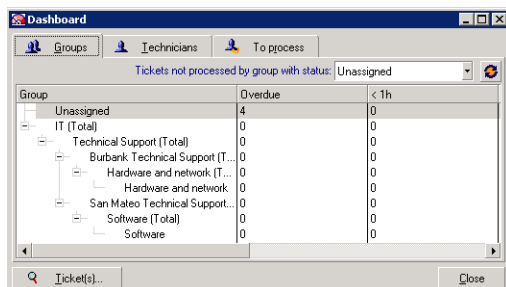 Dashboard
Groups Technicians To process
Tickets not processed by group with status: Unassigned
Group Overdue < 1h
Unassigned 4 0
IT (Total) 0 0
Technical Support (Total) 0 0
Burbank Technical Support (T... 0 0
Hardware and network (T... 0 0
Hardware and network 0 0
San Mateo Technical Support... 0 0
Software (Total) 0 0
Software 0 0
Ticket(s)... Close